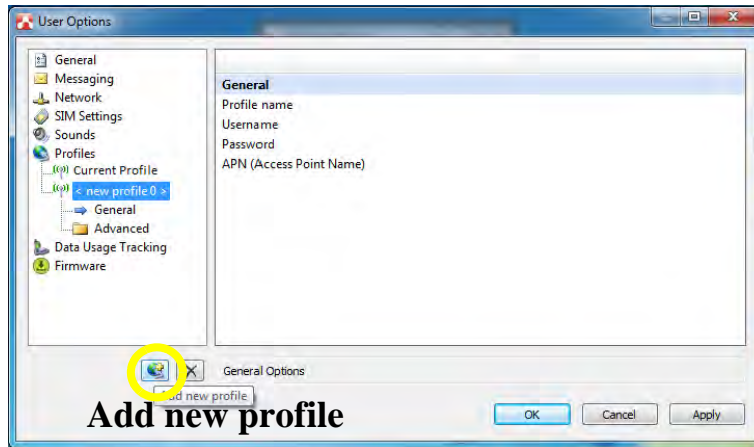 User Options
General
Messaging
Network
SIM Settings
Sounds
Profiles
Current Profile
< new profile 0 >
General
Advanced
Data Usage Tracking
Firmware
General
Profile name
Username
Password
APN (Access Point Name)
General Options
Add new profile
Add new profile
OK Cancel Apply